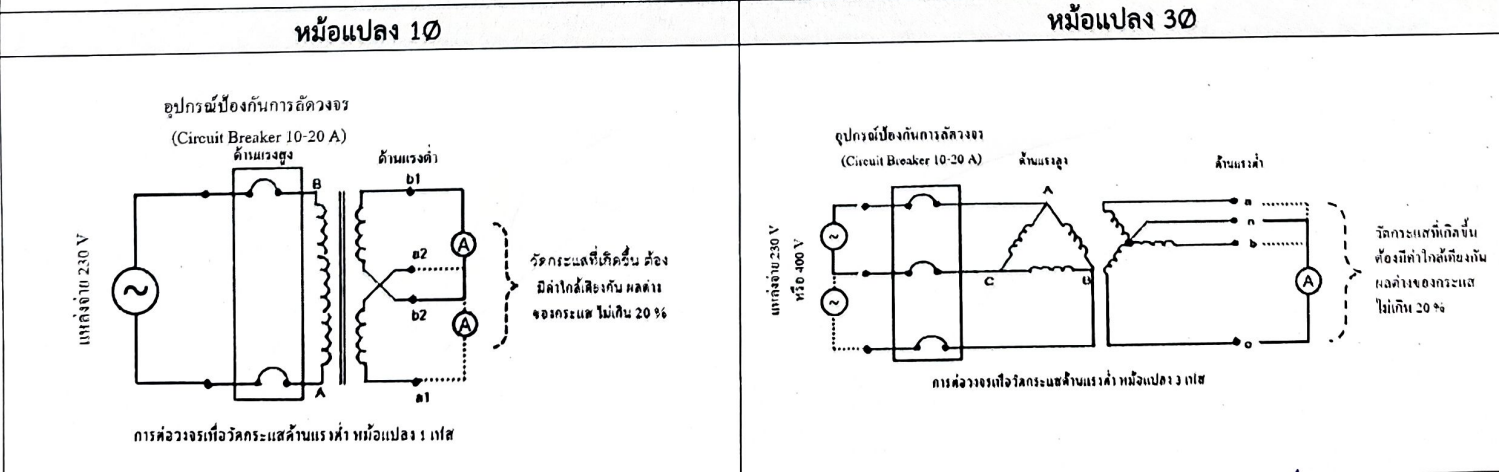 หม้อแปลง 1Ø
อุปกรณ์ป้องกันการลัดวงจร
(Circuit Breaker 10-20 A)
ด้านแรงสูง
ด้านแรงต่ำ
B
b1
A
a2
แหล่งจ่าย 230 V
~
b2
A
วัดกระแสที่เกิดขึ้น ต้อง
มีค่าใกล้เคียงกัน ผลต่าง
ของกระแส ไม่เกิน 20 %
A
a1
การต่อวงจรเพื่อวัดกระแสด้านแรงต่ำ หม้อแปลง 1 เฟส
หม้อแปลง 3Ø
อุปกรณ์ป้องกันการลัดวงจร
(Circuit Breaker 10-20 A)
ด้านแรงสูง
ด้านแรงต่ำ
A
a
n
b
แหล่งจ่าย 230 V
หรือ 400 V
~
~
C
B
A
วัดกระแสที่เกิดขึ้น
ต้องมีค่าใกล้เคียงกัน
ผลต่างของกระแส
ไม่เกิน 20 %
การต่อวงจรเพื่อวัดกระแสด้านแรงต่ำ หม้อแปลง 3 เฟส